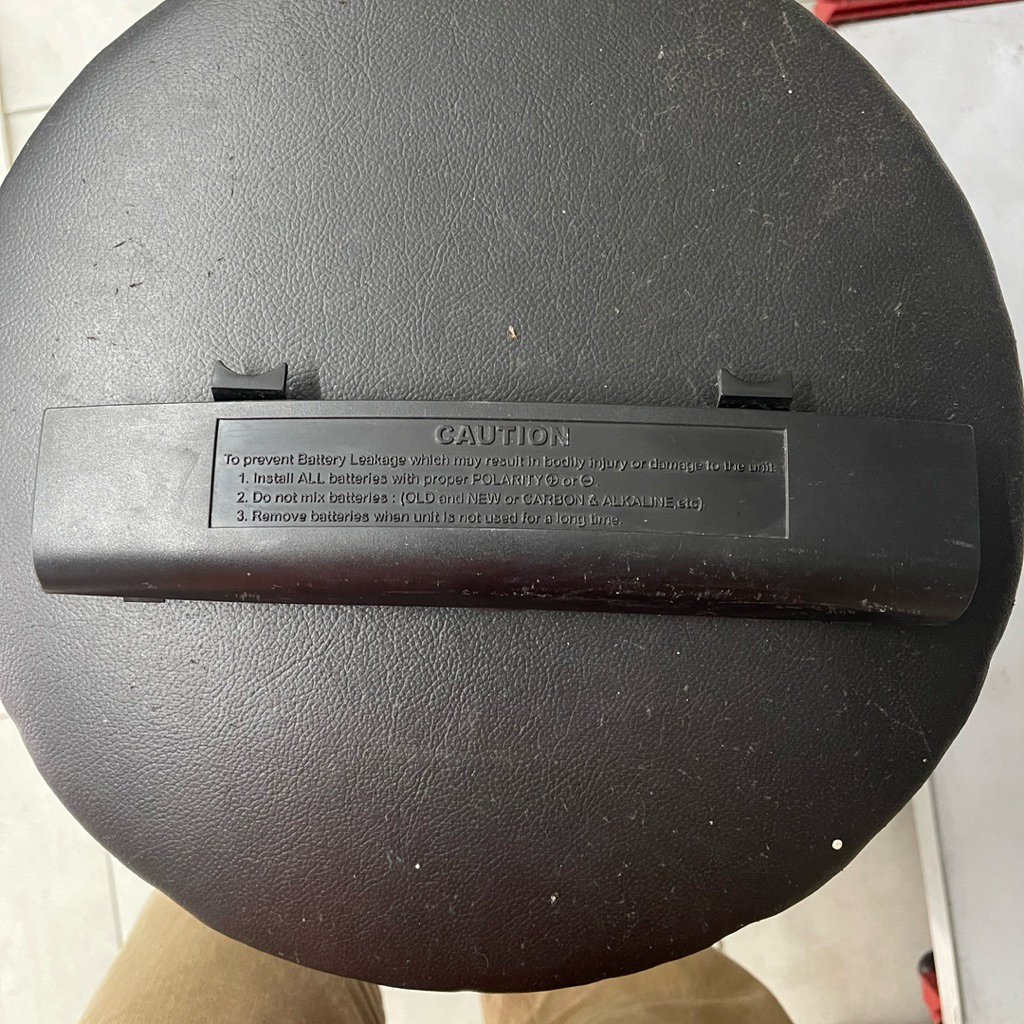 CAUTION
To prevent Battery Leakage which may result in bodily injury or damage to the unit:
1. Install ALL batteries with proper POLARITY ⊕ or ⊖.
2. Do not mix batteries : (OLD and NEW or CARBON & ALKALINE,etc)
3. Remove batteries when unit is not used for a long time.